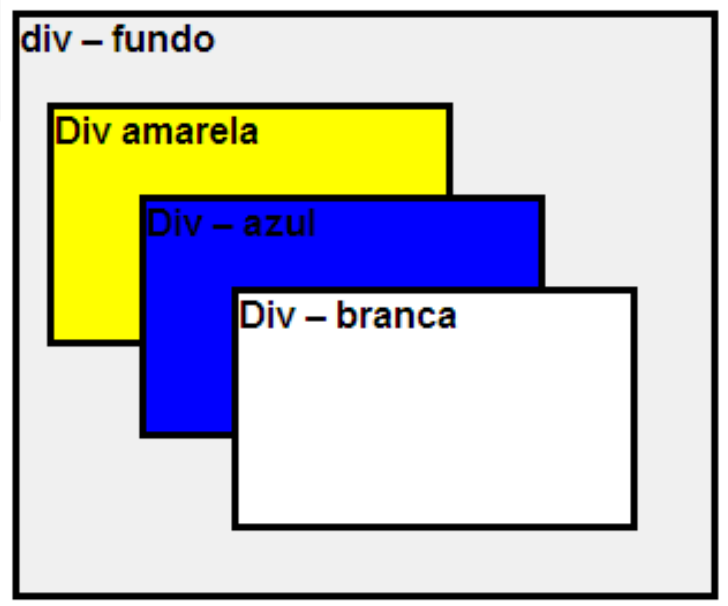 div – fundo
Div amarela
Div – azul
Div – branca